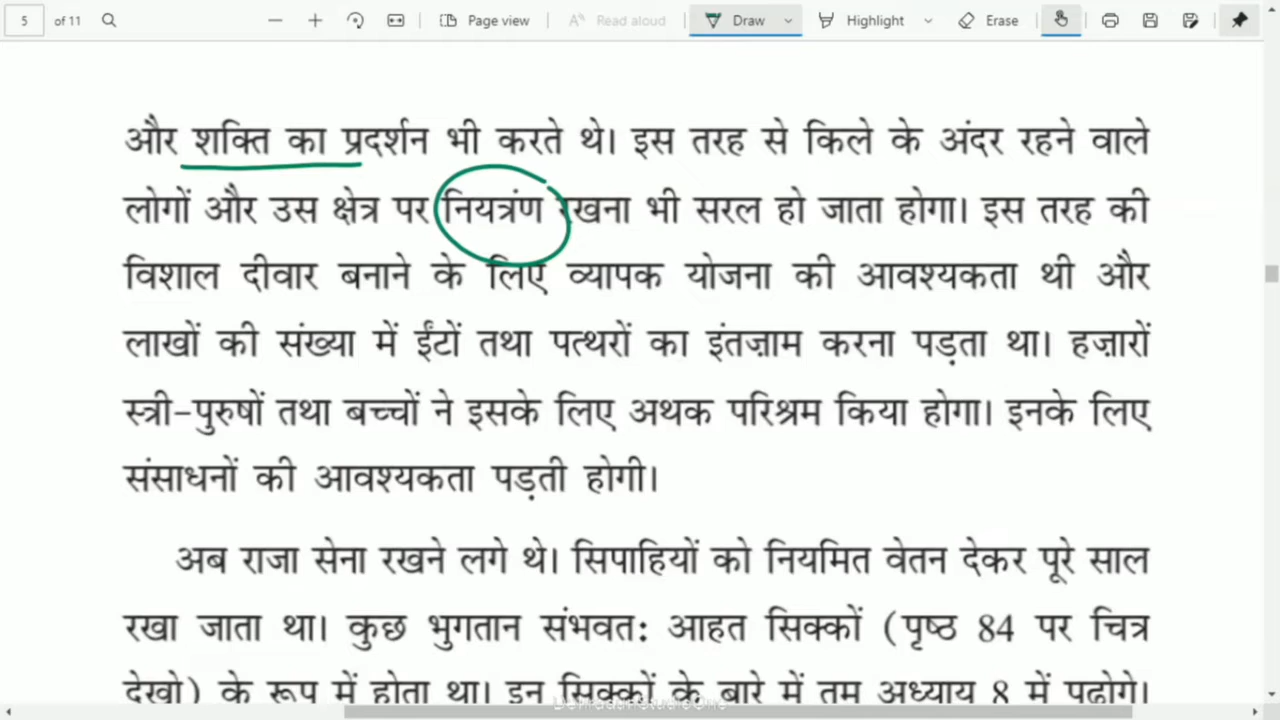 5 of 11 Page view Read aloud Draw Highlight Erase
और शक्ति का प्रदर्शन भी करते थे। इस तरह से किले के अंदर रहने वाले
लोगों और उस क्षेत्र पर नियत्रंण रखना भी सरल हो जाता होगा। इस तरह की
विशाल दीवार बनाने के लिए व्यापक योजना की आवश्यकता थी और
लाखों की संख्या में ईंटों तथा पत्थरों का इंतज़ाम करना पड़ता था। हज़ारों
स्त्री-पुरुषों तथा बच्चों ने इसके लिए अथक परिश्रम किया होगा। इनके लिए
संसाधनों की आवश्यकता पड़ती होगी।
अब राजा सेना रखने लगे थे। सिपाहियों को नियमित वेतन देकर पूरे साल
रखा जाता था। कुछ भुगतान संभवत: आहत सिक्कों (पृष्ठ 84 पर चित्र
देखो) के रूप में होता था। इन सिक्कों के बारे में तुम अध्याय 8 में पढ़ोगे।